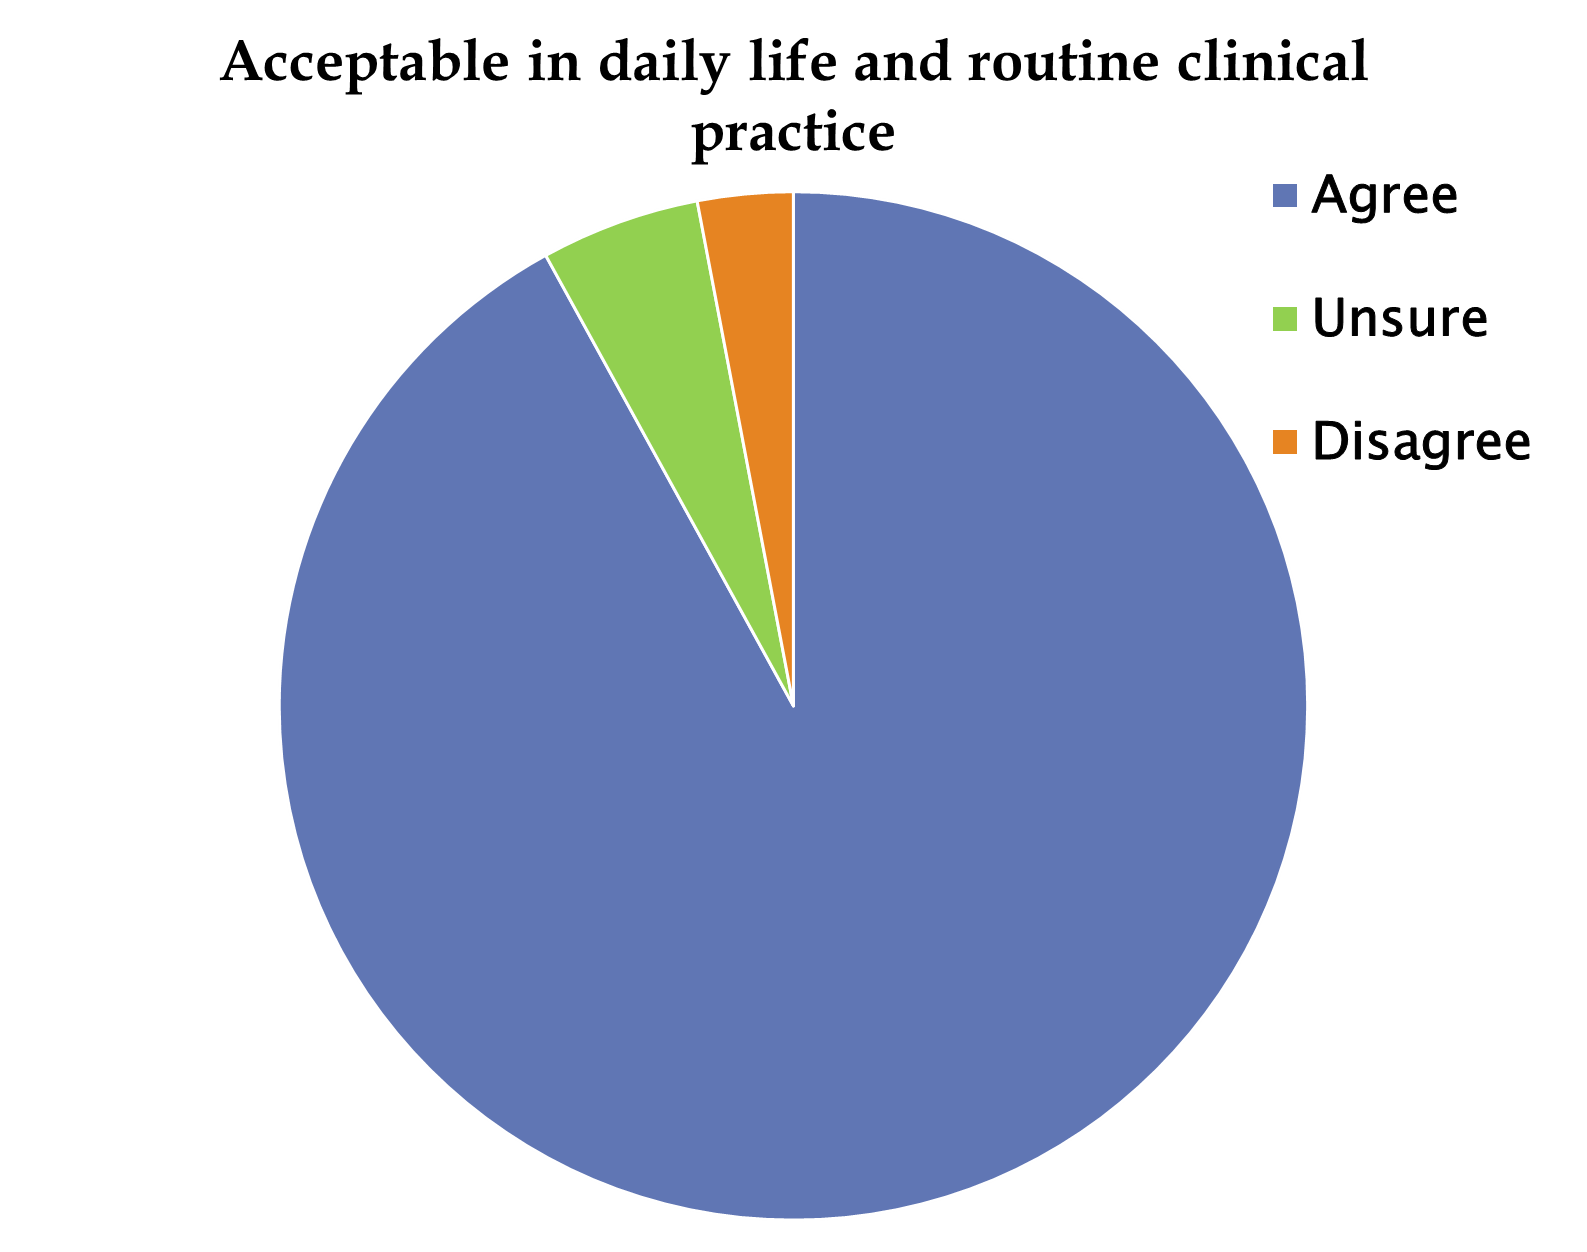 Acceptable in daily life and routine clinical
practice
Agree
Unsure
Disagree